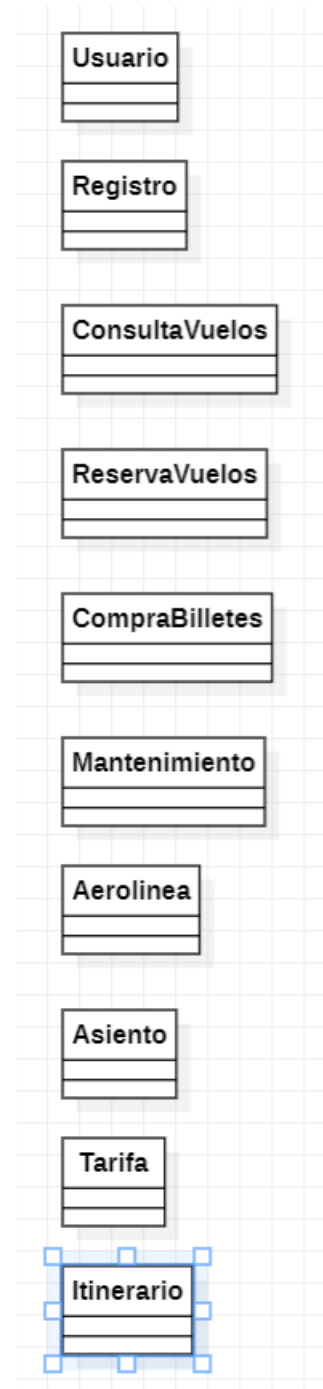 Usuario
Registro
ConsultaVuelos
ReservaVuelos
CompraBilletes
Mantenimiento
Aerolinea
Asiento
Tarifa
Itinerario